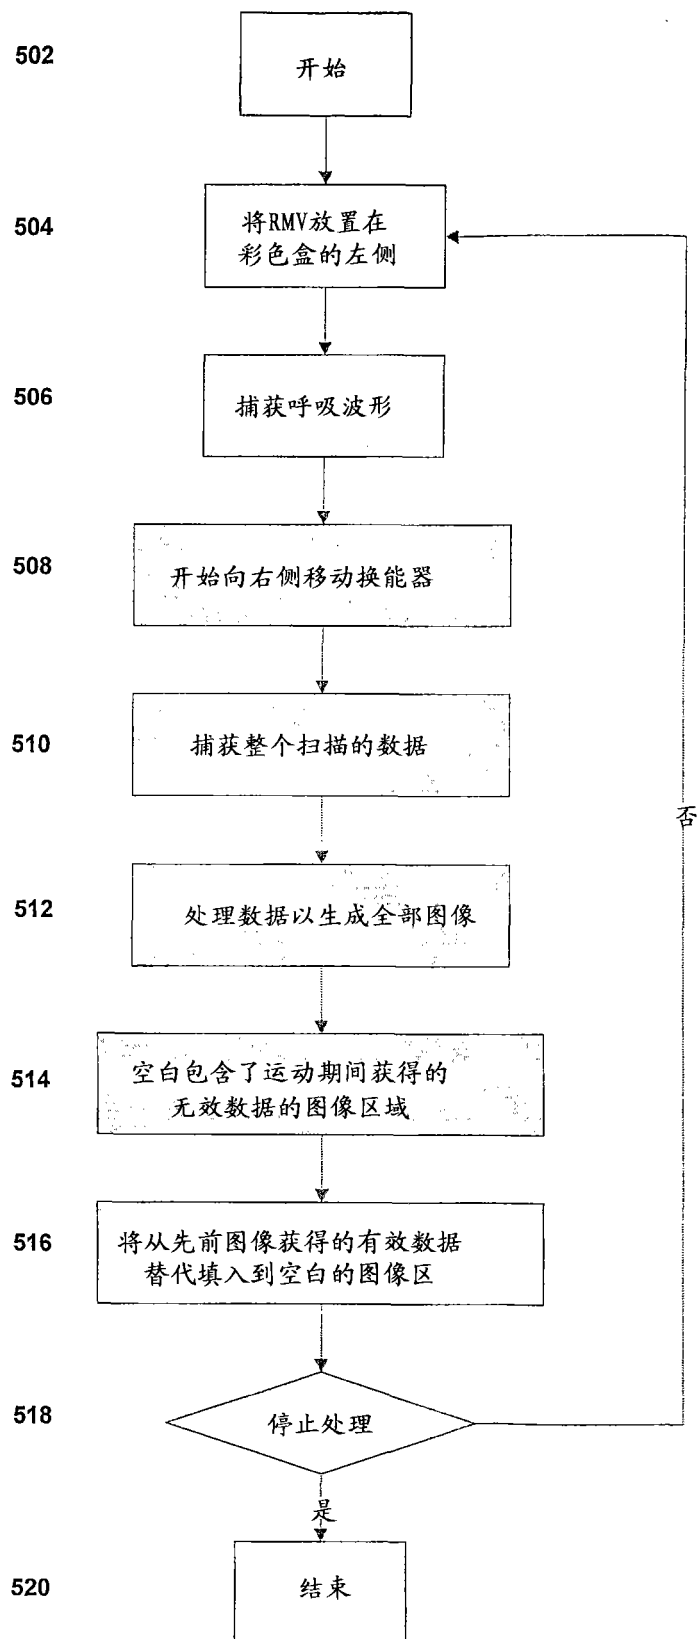 502
开始
504
将RMV放置在
彩色盒的左侧
506
捕获呼吸波形
508
开始向右侧移动换能器
510
捕获整个扫描的数据
否
512
处理数据以生成全部图像
514
空白包含了运动期间获得的
无效数据的图像区域
516
将从先前图像获得的有效数据
替代填入到空白的图像区
518
停止处理
是
520
结束